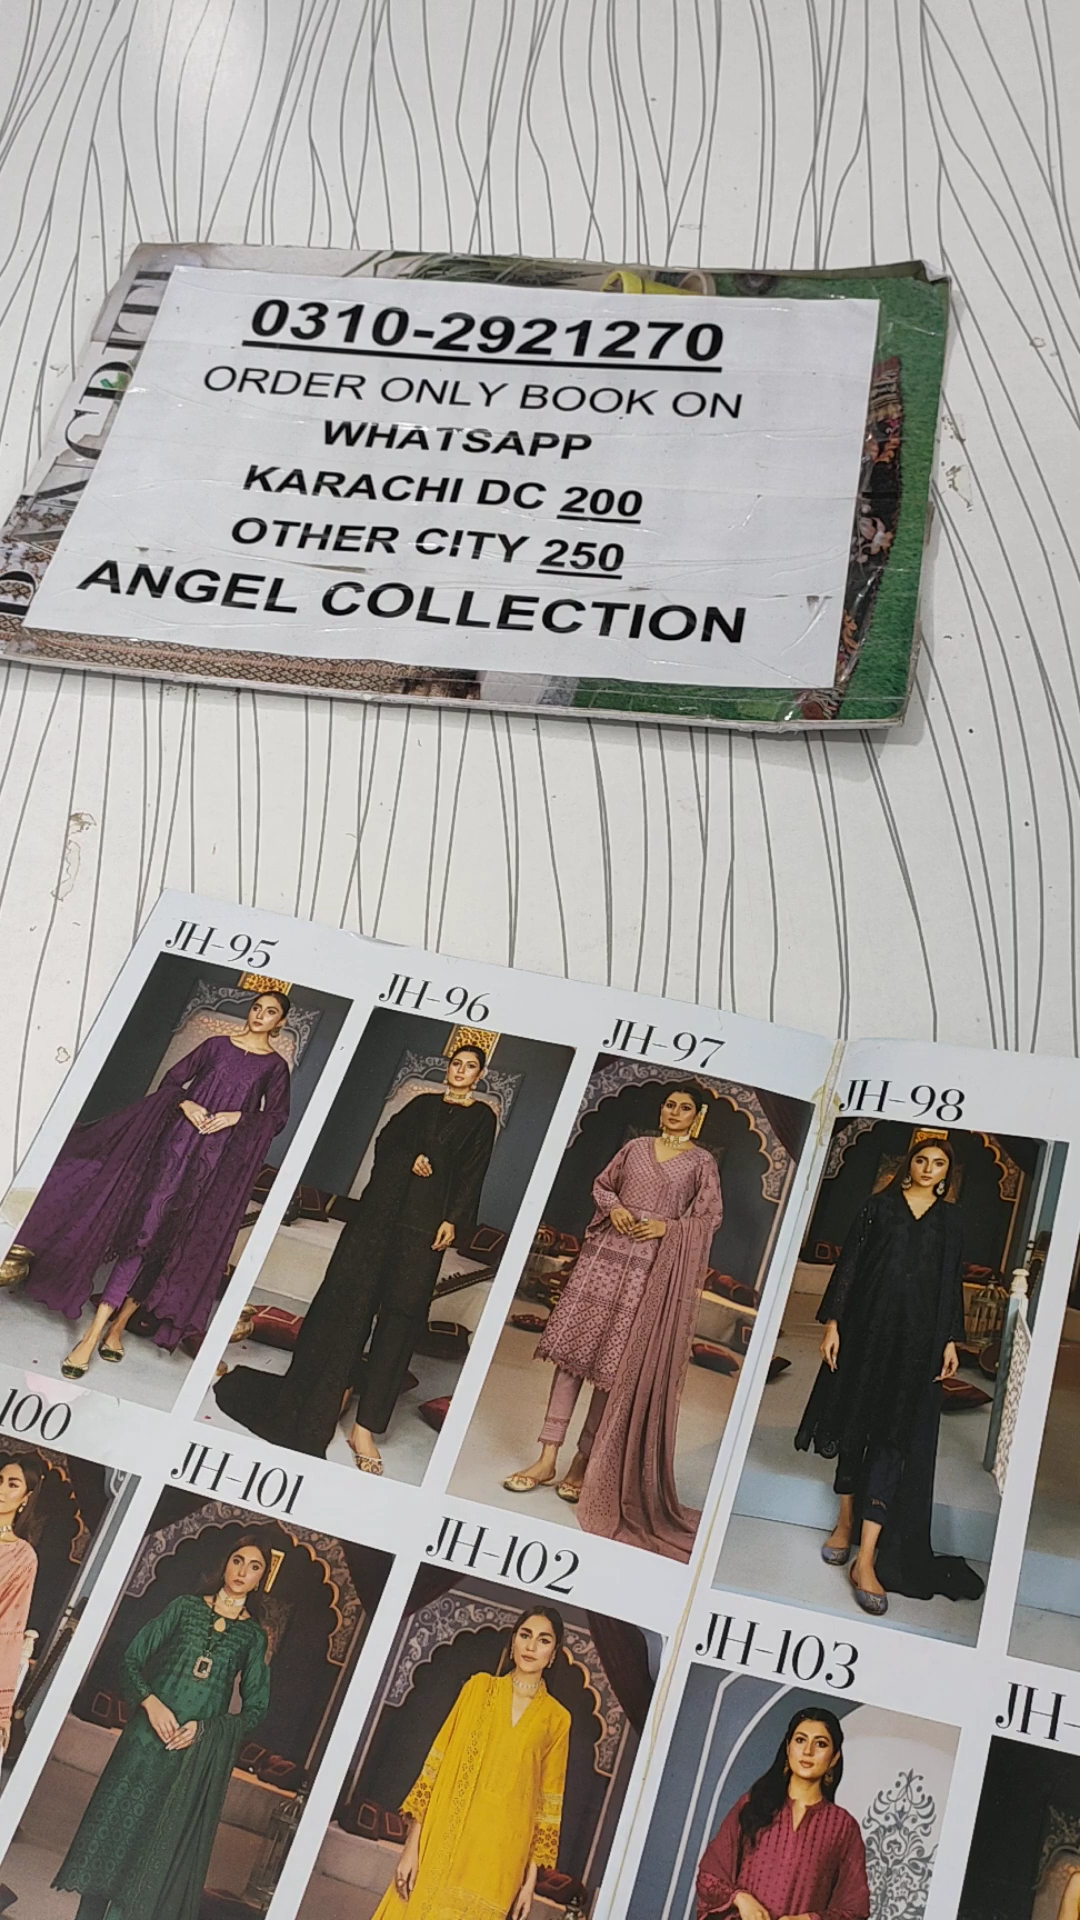 0310-2921270
ORDER ONLY BOOK ON
WHATSAPP
KARACHI DC 200
OTHER CITY 250
ANGEL COLLECTION
JH-95
JH-96
JH-97
JH-98
100
JH-101
JH-102
JH-103
JH-